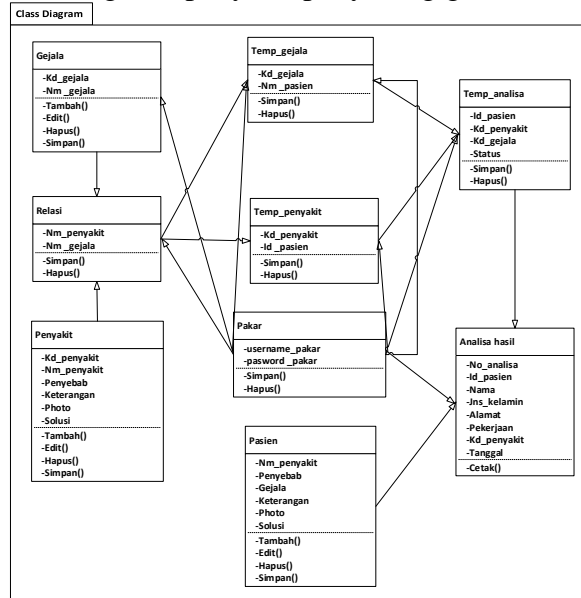 Class Diagram
Gejala
-Kd_gejala
-Nm _gejala
-Tambah()
-Edit()
-Hapus()
-Simpan()
Temp_gejala
-Kd_gejala
-Nm _pasien
-Simpan()
-Hapus()
Temp_analisa
-Id_pasien
-Kd_penyakit
-Kd_gejala
-Status
-Simpan()
-Hapus()
Relasi
-Nm_penyakit
-Nm_gejala
-Simpan()
-Hapus()
Temp_penyakit
-Kd_penyakit
-Id _pasien
-Simpan()
-Hapus()
Penyakit
-Kd_penyakit
-Nm_penyakit
-Penyebab
-Keterangan
-Photo
-Solusi
-Tambah()
-Edit()
-Hapus()
-Simpan()
Pakar
-username_pakar
-pasword _pakar
-Simpan()
-Hapus()
Analisa hasil
-No_analisa
-Id_pasien
-Nama
-Jns_kelamin
-Alamat
-Pekerjaan
-Kd_penyakit
-Tanggal
-Cetak()
Pasien
-Nm_penyakit
-Penyebab
-Gejala
-Keterangan
-Photo
-Solusi
-Tambah()
-Edit()
-Hapus()
-Simpan()